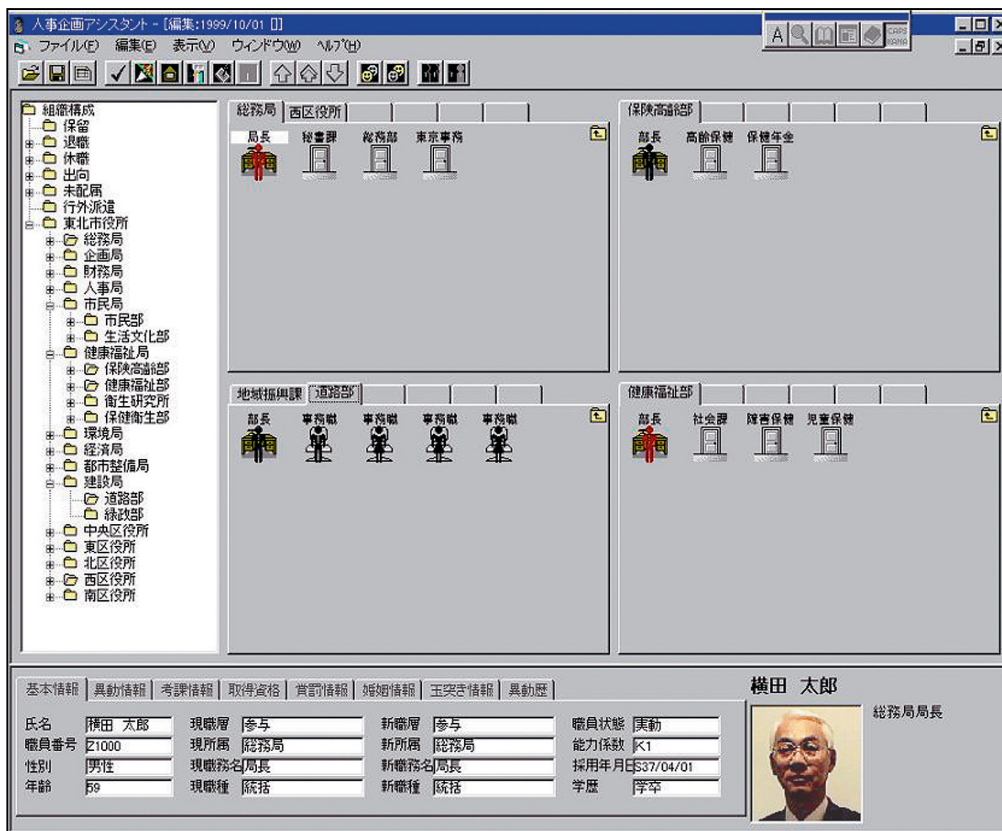 人事企画アシスタント - [編集:1999/10/01 []]
ファイル(F) 編集(E) 表示(V) ウィンドウ(W) ヘルプ(H)
A
CAPS
KANA
組織構成
保留
退職
休職
出向
未配属
行外派遣
東北市役所
総務局
企画局
財務局
人事局
市民局
市民部
生活文化部
健康福祉局
保険高齢部
健康福祉部
衛生研究所
保健衛生部
環境局
経済局
都市整備局
建設局
道路部
緑政部
中央区役所
東区役所
北区役所
西区役所
南区役所
総務局 西区役所
局長 秘書課 総務部 東京事務
保険高齢部
部長 高齢保健 保健年金
地域振興課 道路部
部長 事務職 事務職 事務職 事務職
健康福祉部
部長 社会課 障害保健 児童保健
基本情報 異動情報 考課情報 取得資格 賞罰情報 婚姻情報 玉突き情報 異動歴
氏名 横田 太郎 現職層 参与 新職層 参与 職員状態 実動
職員番号 Z1000 現所属 総務局 新所属 総務局 能力係数 K1
性別 男性 現職務名 局長 新職務名 局長 採用年月日 S37/04/01
年齢 59 現職種 統括 新職種 統括 学歴 学卒
横田 太郎
総務局局長